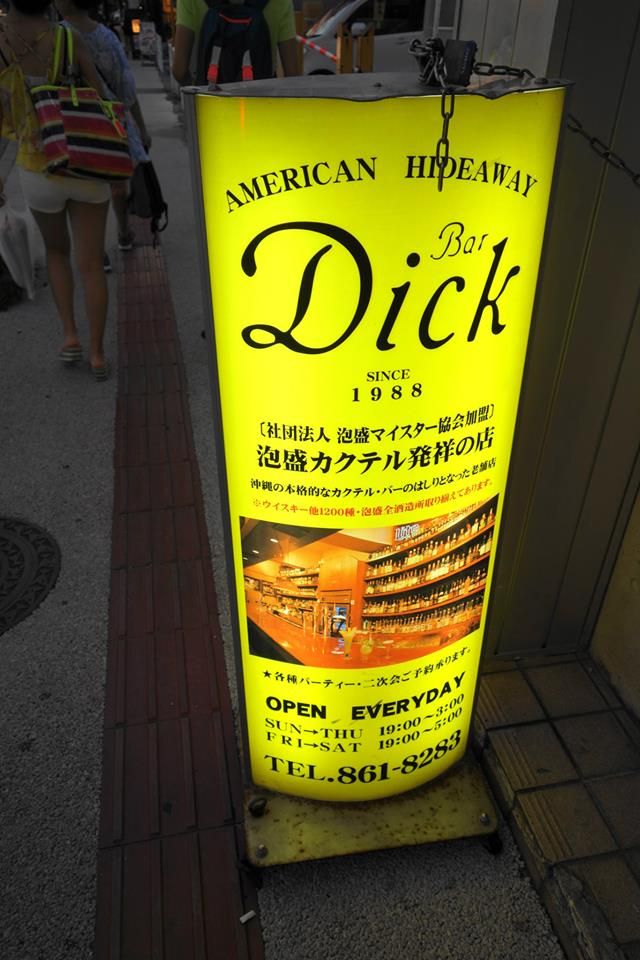 AMERICAN HIDEAWAY
Bar
Dick
SINCE
1988
〔社団法人 泡盛マイスター協会加盟〕
泡盛カクテル発祥の店
沖縄の本格的なカクテル・バーのはしりとなった老舗店
※ウイスキー他1200種・泡盛全酒造所取り揃えてあります。
★各種パーティー・二次会ご予約承ります。
OPEN EVERYDAY
SUN→THU 19:00～3:00
FRI→SAT 19:00～5:00
TEL.861-8283